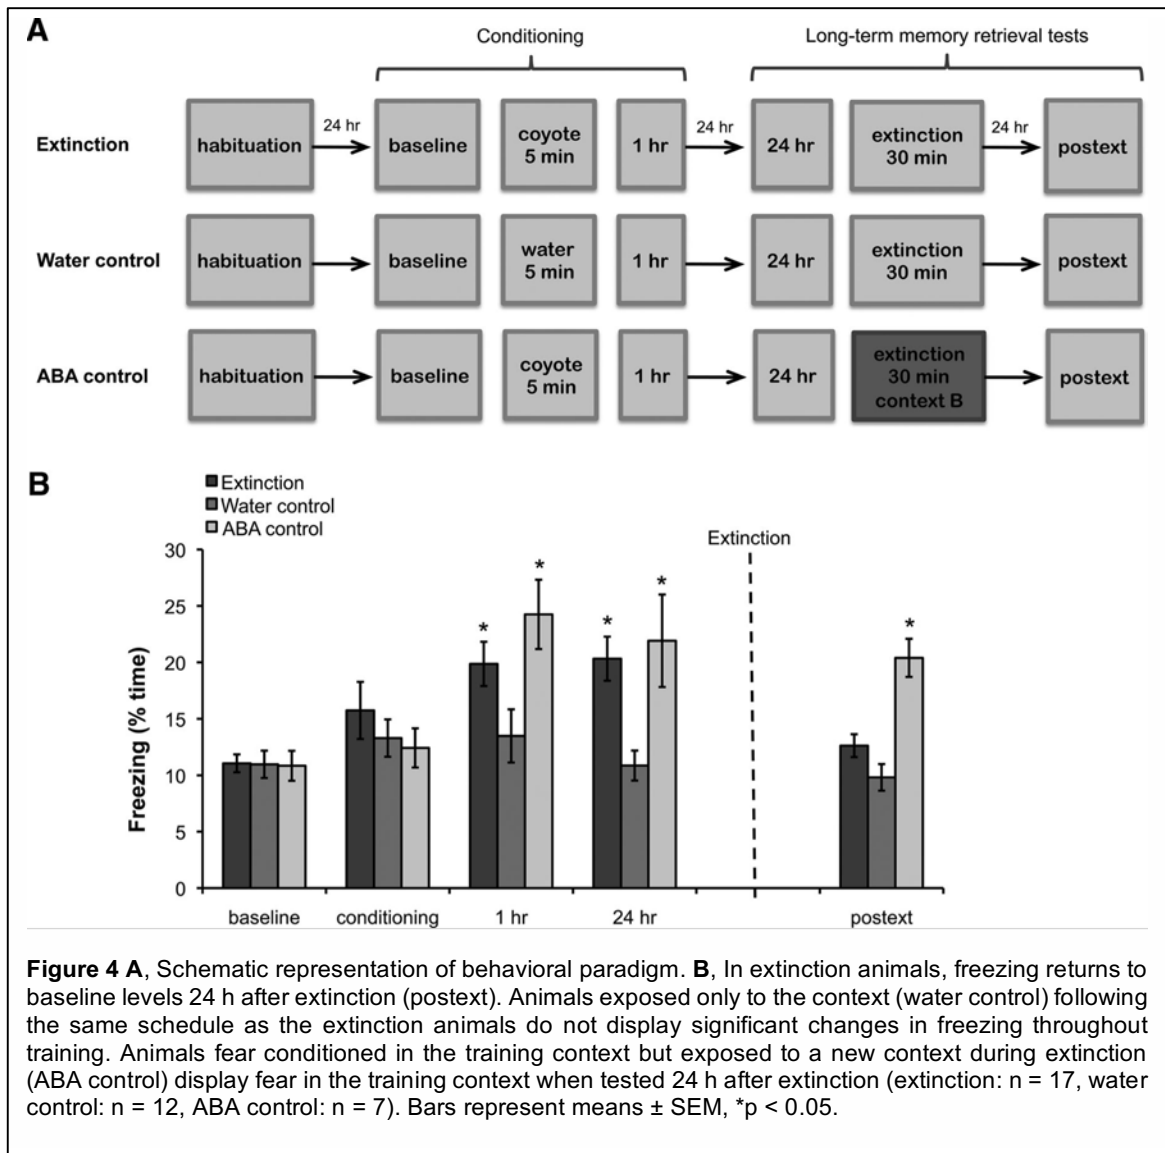 A
Conditioning
Long-term memory retrieval tests
Extinction
habituation
24 hr
baseline
coyote
5 min
1 hr
24 hr
24 hr
extinction
30 min
24 hr
postext
Water control
habituation
baseline
water
5 min
1 hr
24 hr
extinction
30 min
postext
ABA control
habituation
baseline
coyote
5 min
1 hr
24 hr
extinction
30 min
context B
postext
B
Extinction
Water control
ABA control
Extinction
Freezing (% time)
30
25
20
15
10
5
0
*
*
*
*
*
baseline
conditioning
1 hr
24 hr
postext
Figure 4 A, Schematic representation of behavioral paradigm. B, In extinction animals, freezing returns to
baseline levels 24 h after extinction (postext). Animals exposed only to the context (water control) following
the same schedule as the extinction animals do not display significant changes in freezing throughout
training. Animals fear conditioned in the training context but exposed to a new context during extinction
(ABA control) display fear in the training context when tested 24 h after extinction (extinction: n = 17, water
control: n = 12, ABA control: n = 7). Bars represent means ± SEM, *p < 0.05.